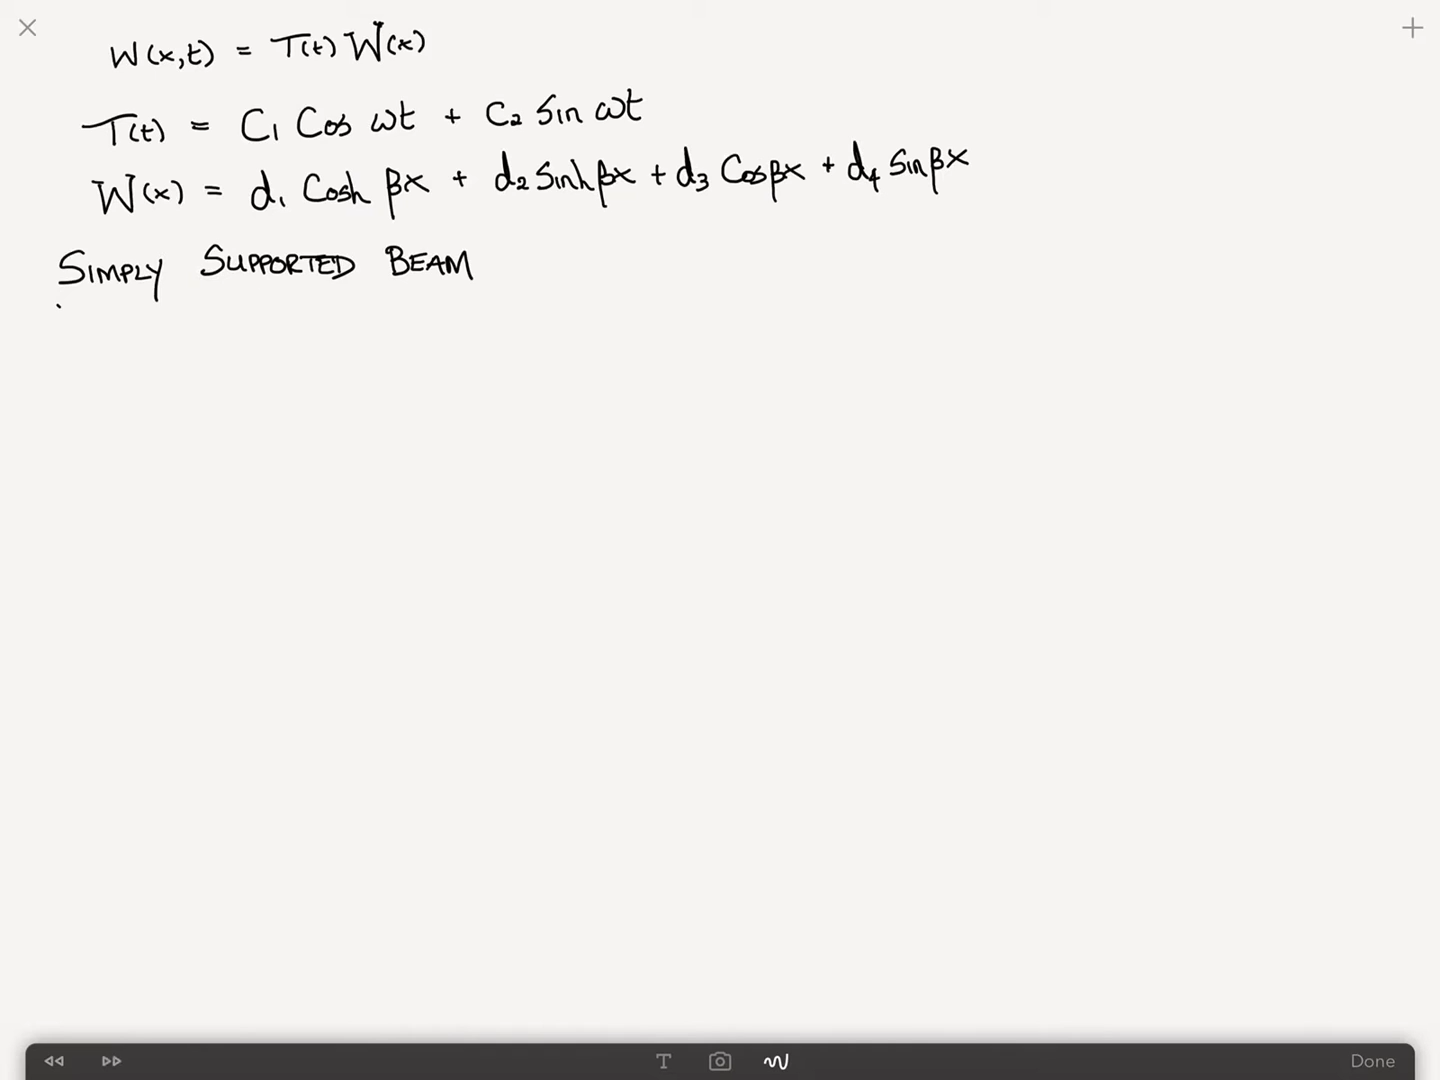 W(x,t) = T(t) W(x)
T(t) = C₁ Cos ωt + C₂ Sin ωt
W(x) = d₁ Cosh βx + d₂ Sinh βx + d₃ Cos βx + d₄ Sin βx
SIMPLY SUPPORTED BEAM
T Done